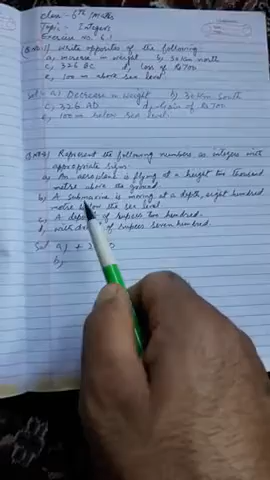 Class - 6th Maths
Topic - Integers
Exercise no. 6.1
Q.No.1) Write opposites of the following
a, increase in weight b) 30 km north
c, 326 BC d, loss of Rs 700
e, 100 m above sea level
Sol: a) Decrease in weight b) 30 km South
c, 326 AD d, Gain of Rs 700
e, 100 m below sea level.
Represent the following numbers as integers with
appropriate signs.
a, An aeroplane is flying at a height two thousand
metre above the ground.
b, A Submarine is moving at a depth, eight hundred
metre below the sea level
c, A deposit of rupees two hundred.
d, of rupees seven hundred.
Sol a) + 2
b,